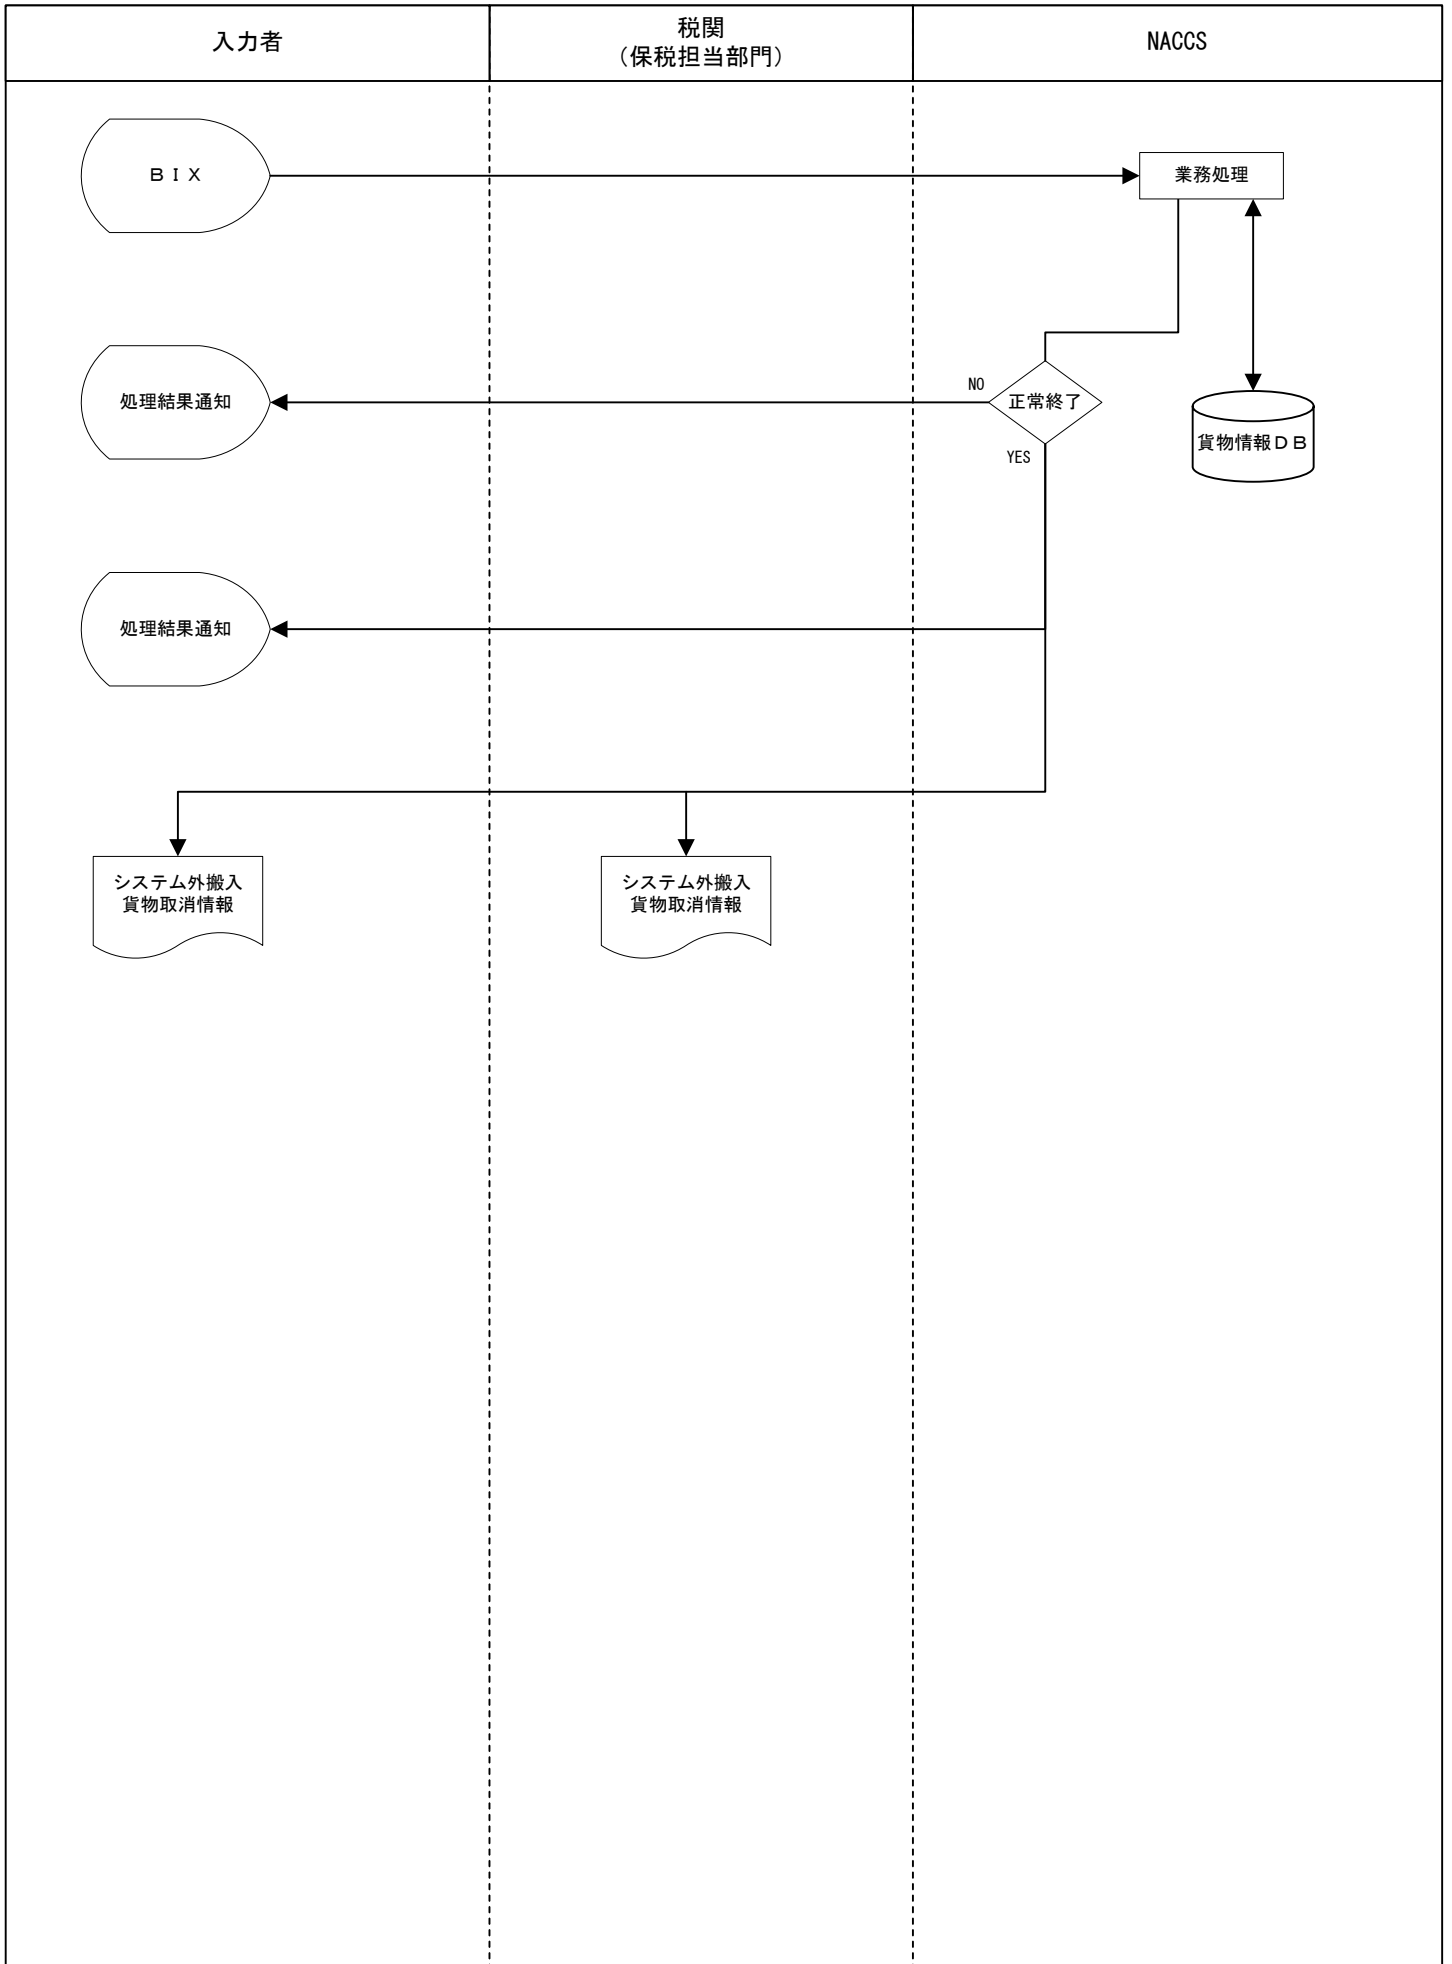 入力者
税関
（保税担当部門）
NACCS
ＢＩＸ
業務処理
処理結果通知
NO
正常終了
YES
貨物情報ＤＢ
処理結果通知
システム外搬入
貨物取消情報
システム外搬入
貨物取消情報